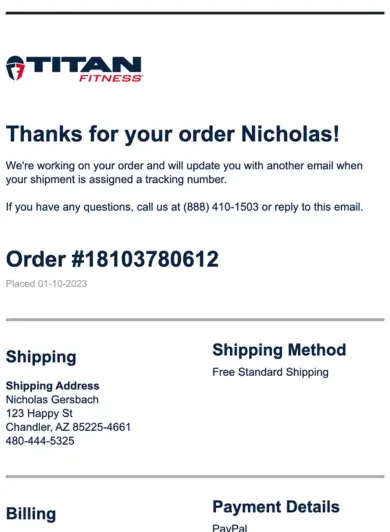 TITAN
FITNESS
Thanks for your order Nicholas!
We're working on your order and will update you with another email when
your shipment is assigned a tracking number.
If you have any questions, call us at (888) 410-1503 or reply to this email.
Order #18103780612
Placed 01-10-2023
Shipping
Shipping Address
Nicholas Gersbach
123 Happy St
Chandler, AZ 85225-4661
480-444-5325
Shipping Method
Free Standard Shipping
Billing
Payment Details
PayPal